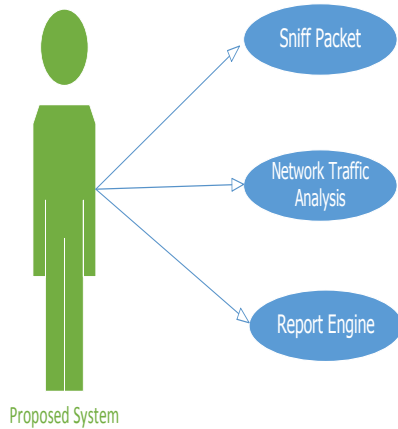 Sniff Packet
Network Traffic
Analysis
Report Engine
Proposed System